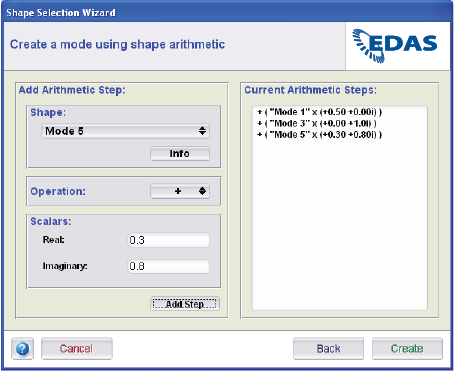 Shape Selection Wizard
Create a mode using shape arithmetic
EDAS
Add Arithmetic Step:
Shape:
Mode 5
Info
Operation:
+
Scalars:
Real:
0.3
Imaginary:
0.8
Add Step
Current Arithmetic Steps:
+ ( "Mode 1" x (+0.50 +0.00i) )
+ ( "Mode 3" x (+0.00 +1.0i) )
+ ( "Mode 5" x (+0.30 +0.80i) )
?
Cancel
Back
Create